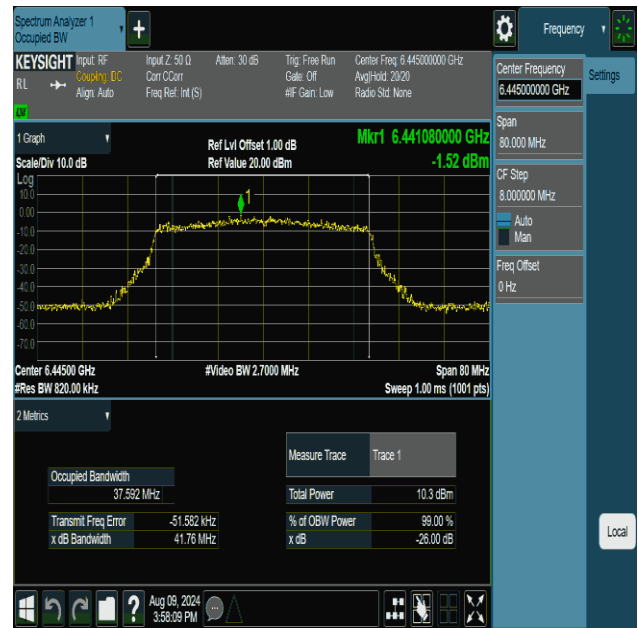 Spectrum Analyzer 1
Occupied BW
Frequency
KEYSIGHT
RL
Input: RF
Coupling: DC
Align: Auto
Input Z: 50 Ω
Corr CCorr
Freq Ref: Int (S)
Atten: 30 dB
Trig: Free Run
Gate: Off
#IF Gain: Low
Center Freq: 6.445000000 GHz
Avg|Hold: 20/20
Radio Std: None
Center Frequency
6.445000000 GHz
Settings
Span
80.000 MHz
CF Step
8.000000 MHz
Auto
Man
Freq Offset
0 Hz
Local
1 Graph
Scale/Div 10.0 dB
Ref Lvl Offset 1.00 dB
Ref Value 20.00 dBm
Mkr1 6.441080000 GHz
-1.52 dBm
Log
10.0
0.00
-10.0
-20.0
-30.0
-40.0
-50.0
-60.0
-70.0
1
Center 6.44500 GHz
#Res BW 820.00 kHz
#Video BW 2.7000 MHz
Span 80 MHz
Sweep 1.00 ms (1001 pts)
2 Metrics
Occupied Bandwidth
37.592 MHz
Transmit Freq Error -51.582 kHz
x dB Bandwidth 41.76 MHz
Measure Trace Trace 1
Total Power 10.3 dBm
% of OBW Power 99.00 %
x dB -26.00 dB
Aug 09, 2024
3:58:09 PM